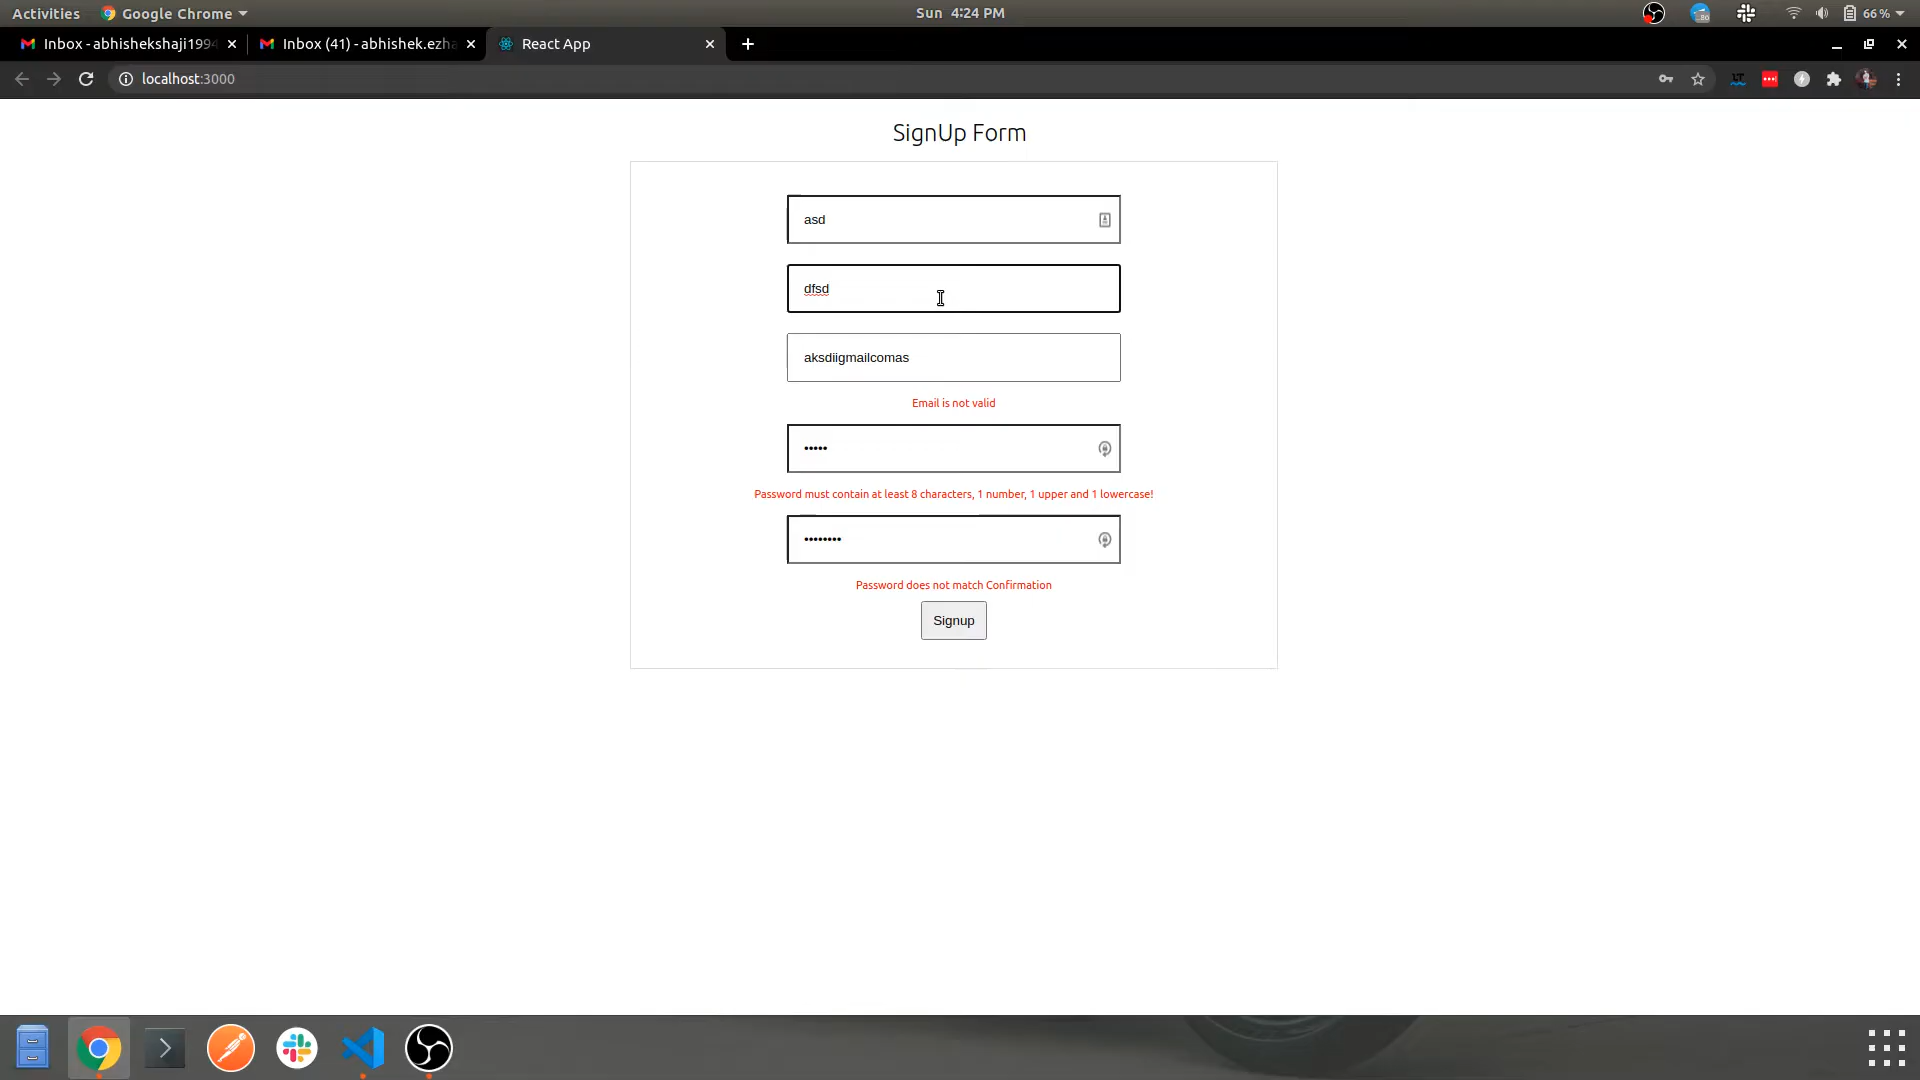 Activities
Google Chrome
Sun 4:24 PM
66 %
Inbox - abhishekshaji1994
Inbox (41) - abhishek.ezha
React App
localhost:3000
SignUp Form
asd
dfsd
aksdiigmailcomas
Email is not valid
•••••
Password must contain at least 8 characters, 1 number, 1 upper and 1 lowercase!
••••••••
Password does not match Confirmation
Signup